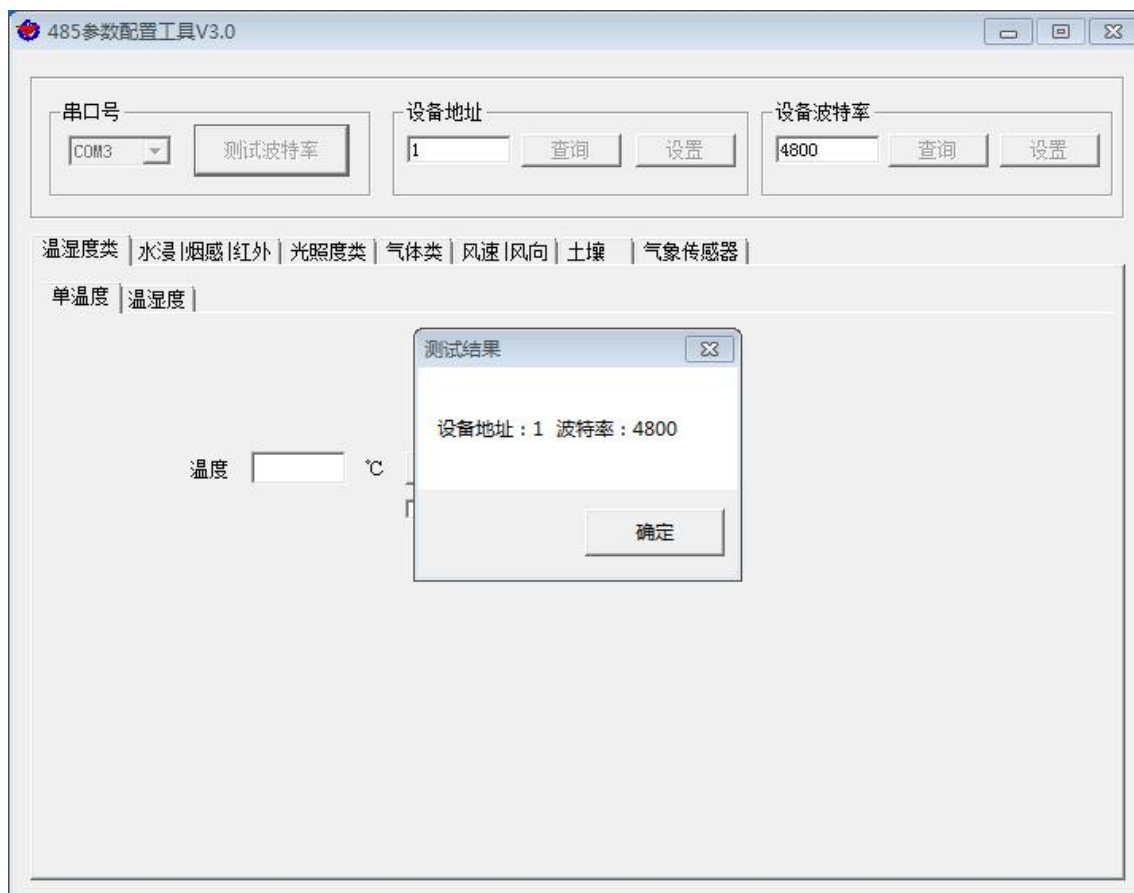 485参数配置工具V3.0
串口号
COM3
测试波特率
设备地址
1
查询
设置
设备波特率
4800
查询
设置
温湿度类 水浸|烟感|红外 光照度类 气体类 风速|风向 土壤 气象传感器
单温度 温湿度
测试结果
设备地址：1 波特率：4800
温度 ℃
确定